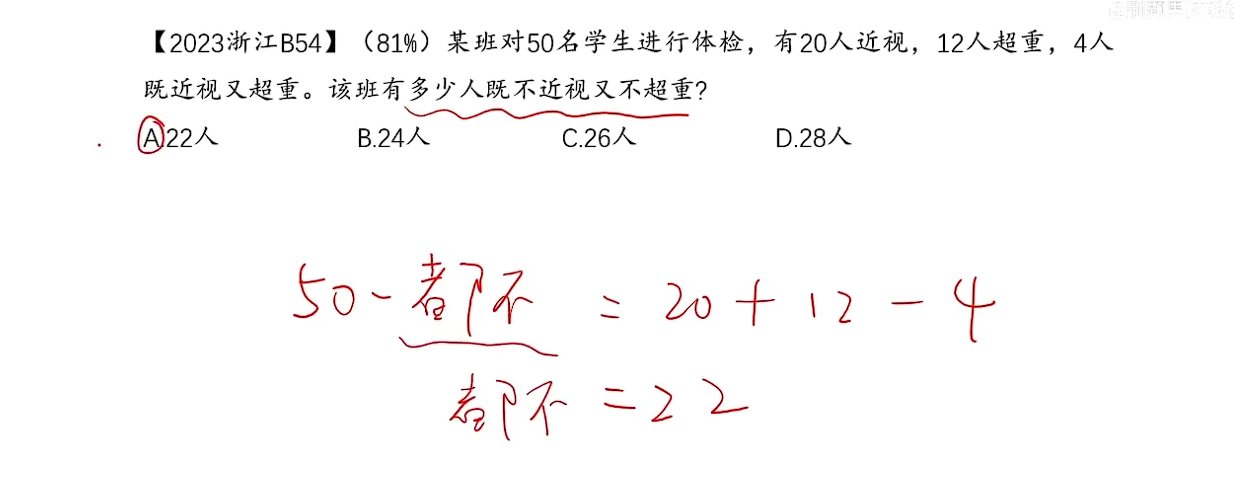 【2023浙江B54】（81%）某班对50名学生进行体检，有20人近视，12人超重，4人
既近视又超重。该班有多少人既不近视又不超重？
A.22人 B.24人 C.26人 D.28人
50-都不=20+12-4
都不=22